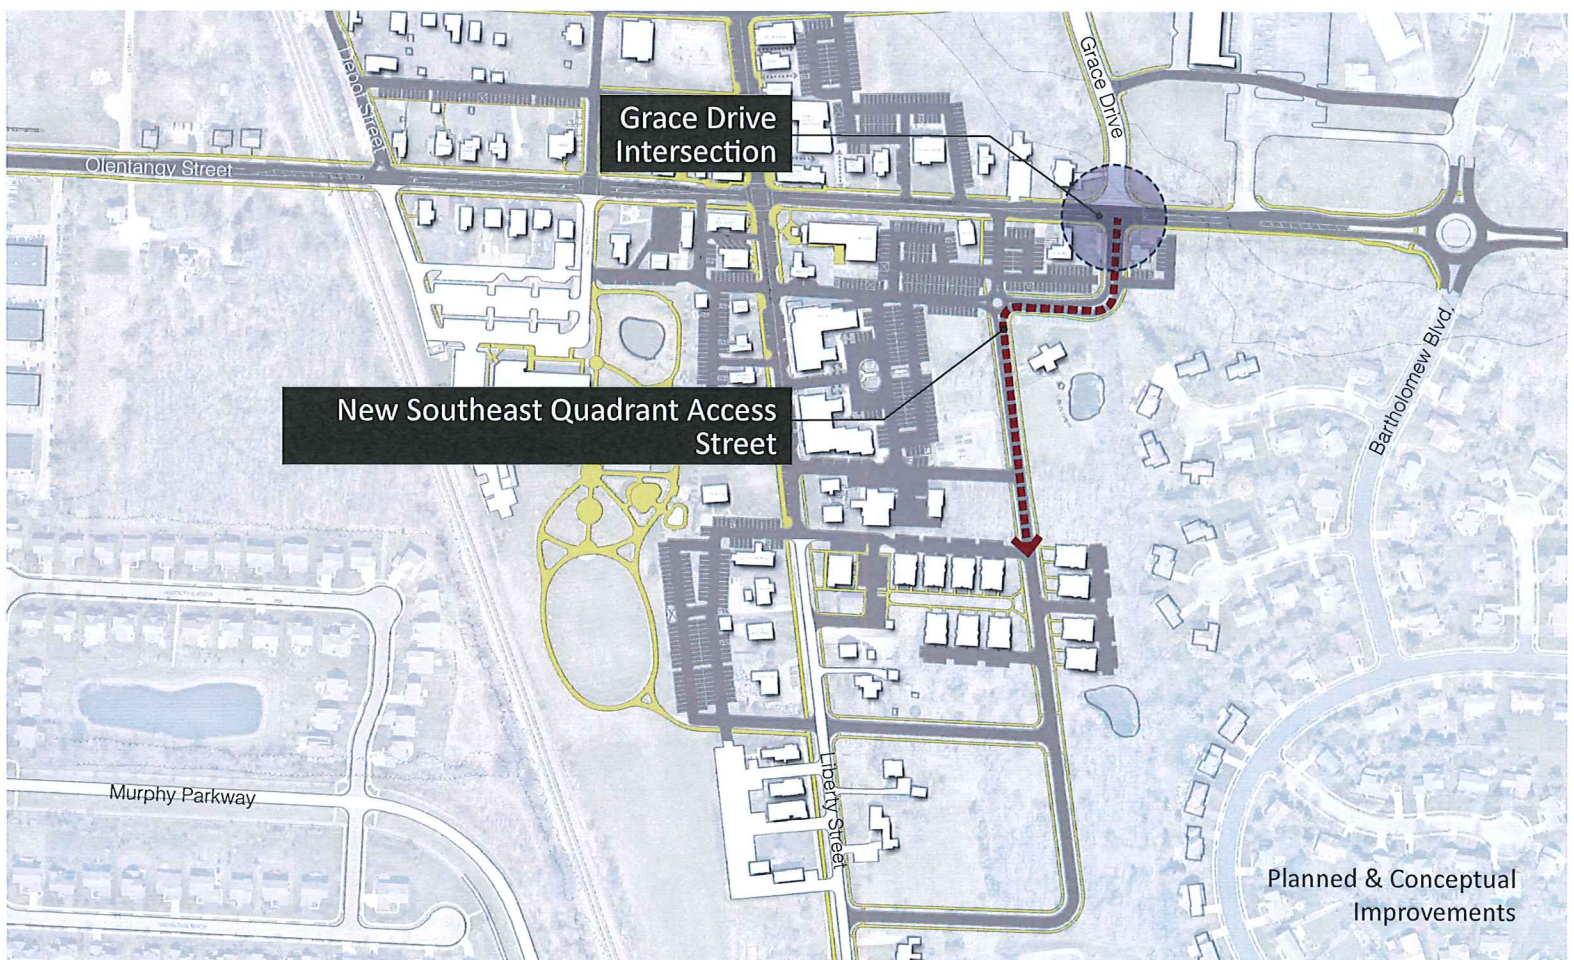 Grace Drive
Depot Street
Grace Drive
Intersection
Olentangy Street
Bartholomew Blvd.
New Southeast Quadrant Access
Street
Murphy Parkway
Liberty Street
Planned & Conceptual
Improvements